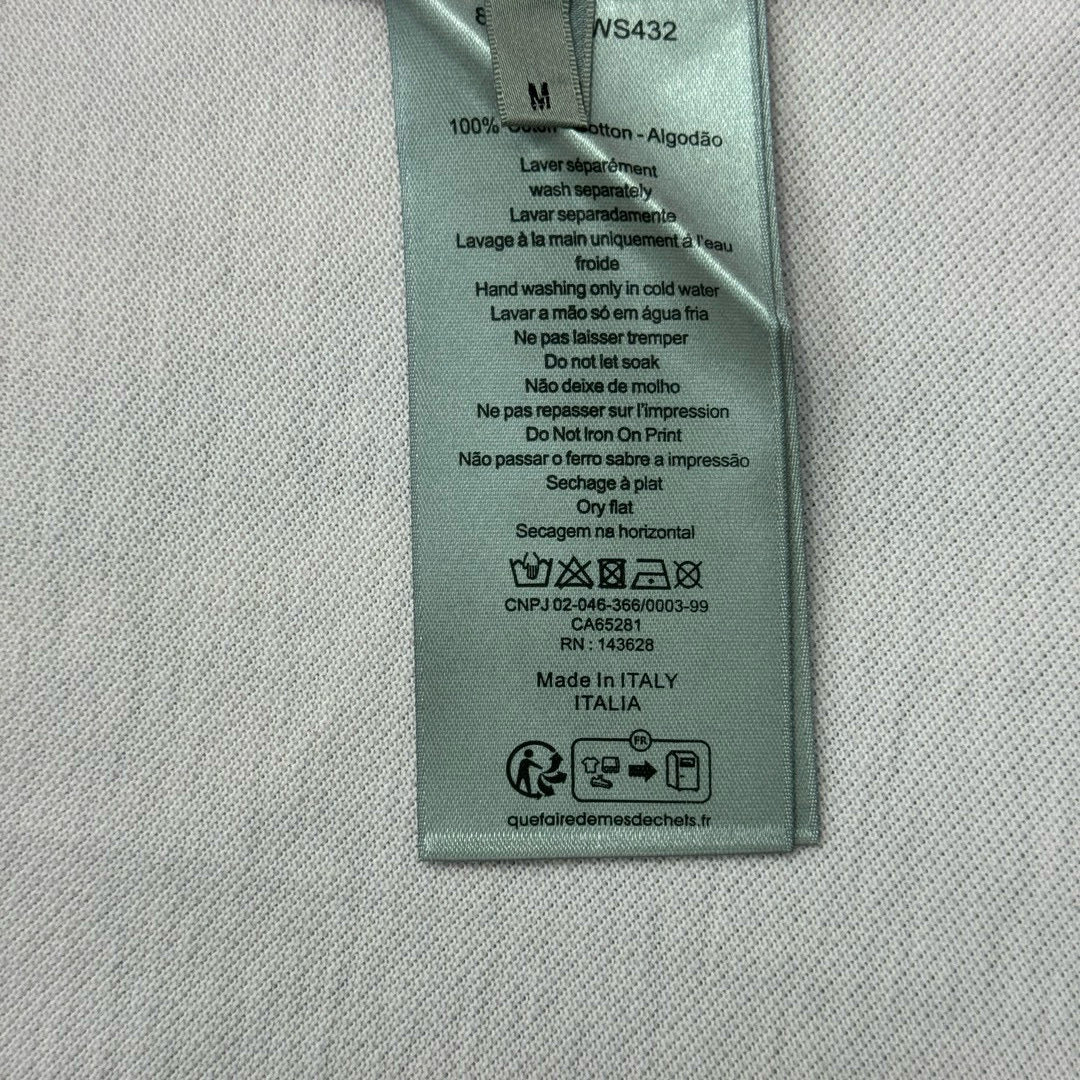 WS432
M
100% Cotton - Algodão
Laver séparément
wash separately
Lavar separadamente
Lavage à la main uniquement à l'eau
froide
Hand washing only in cold water
Lavar a mão só em água fria
Ne pas laisser tremper
Do not let soak
Não deixe de molho
Ne pas repasser sur l'impression
Do Not Iron On Print
Não passar o ferro sabre a impressão
Sechage à plat
Ory flat
Secagem na horizontal
CNPJ 02-046-366/0003-99
CA65281
RN : 143628
Made In ITALY
ITALIA
FR
quefairedemesdechets.fr